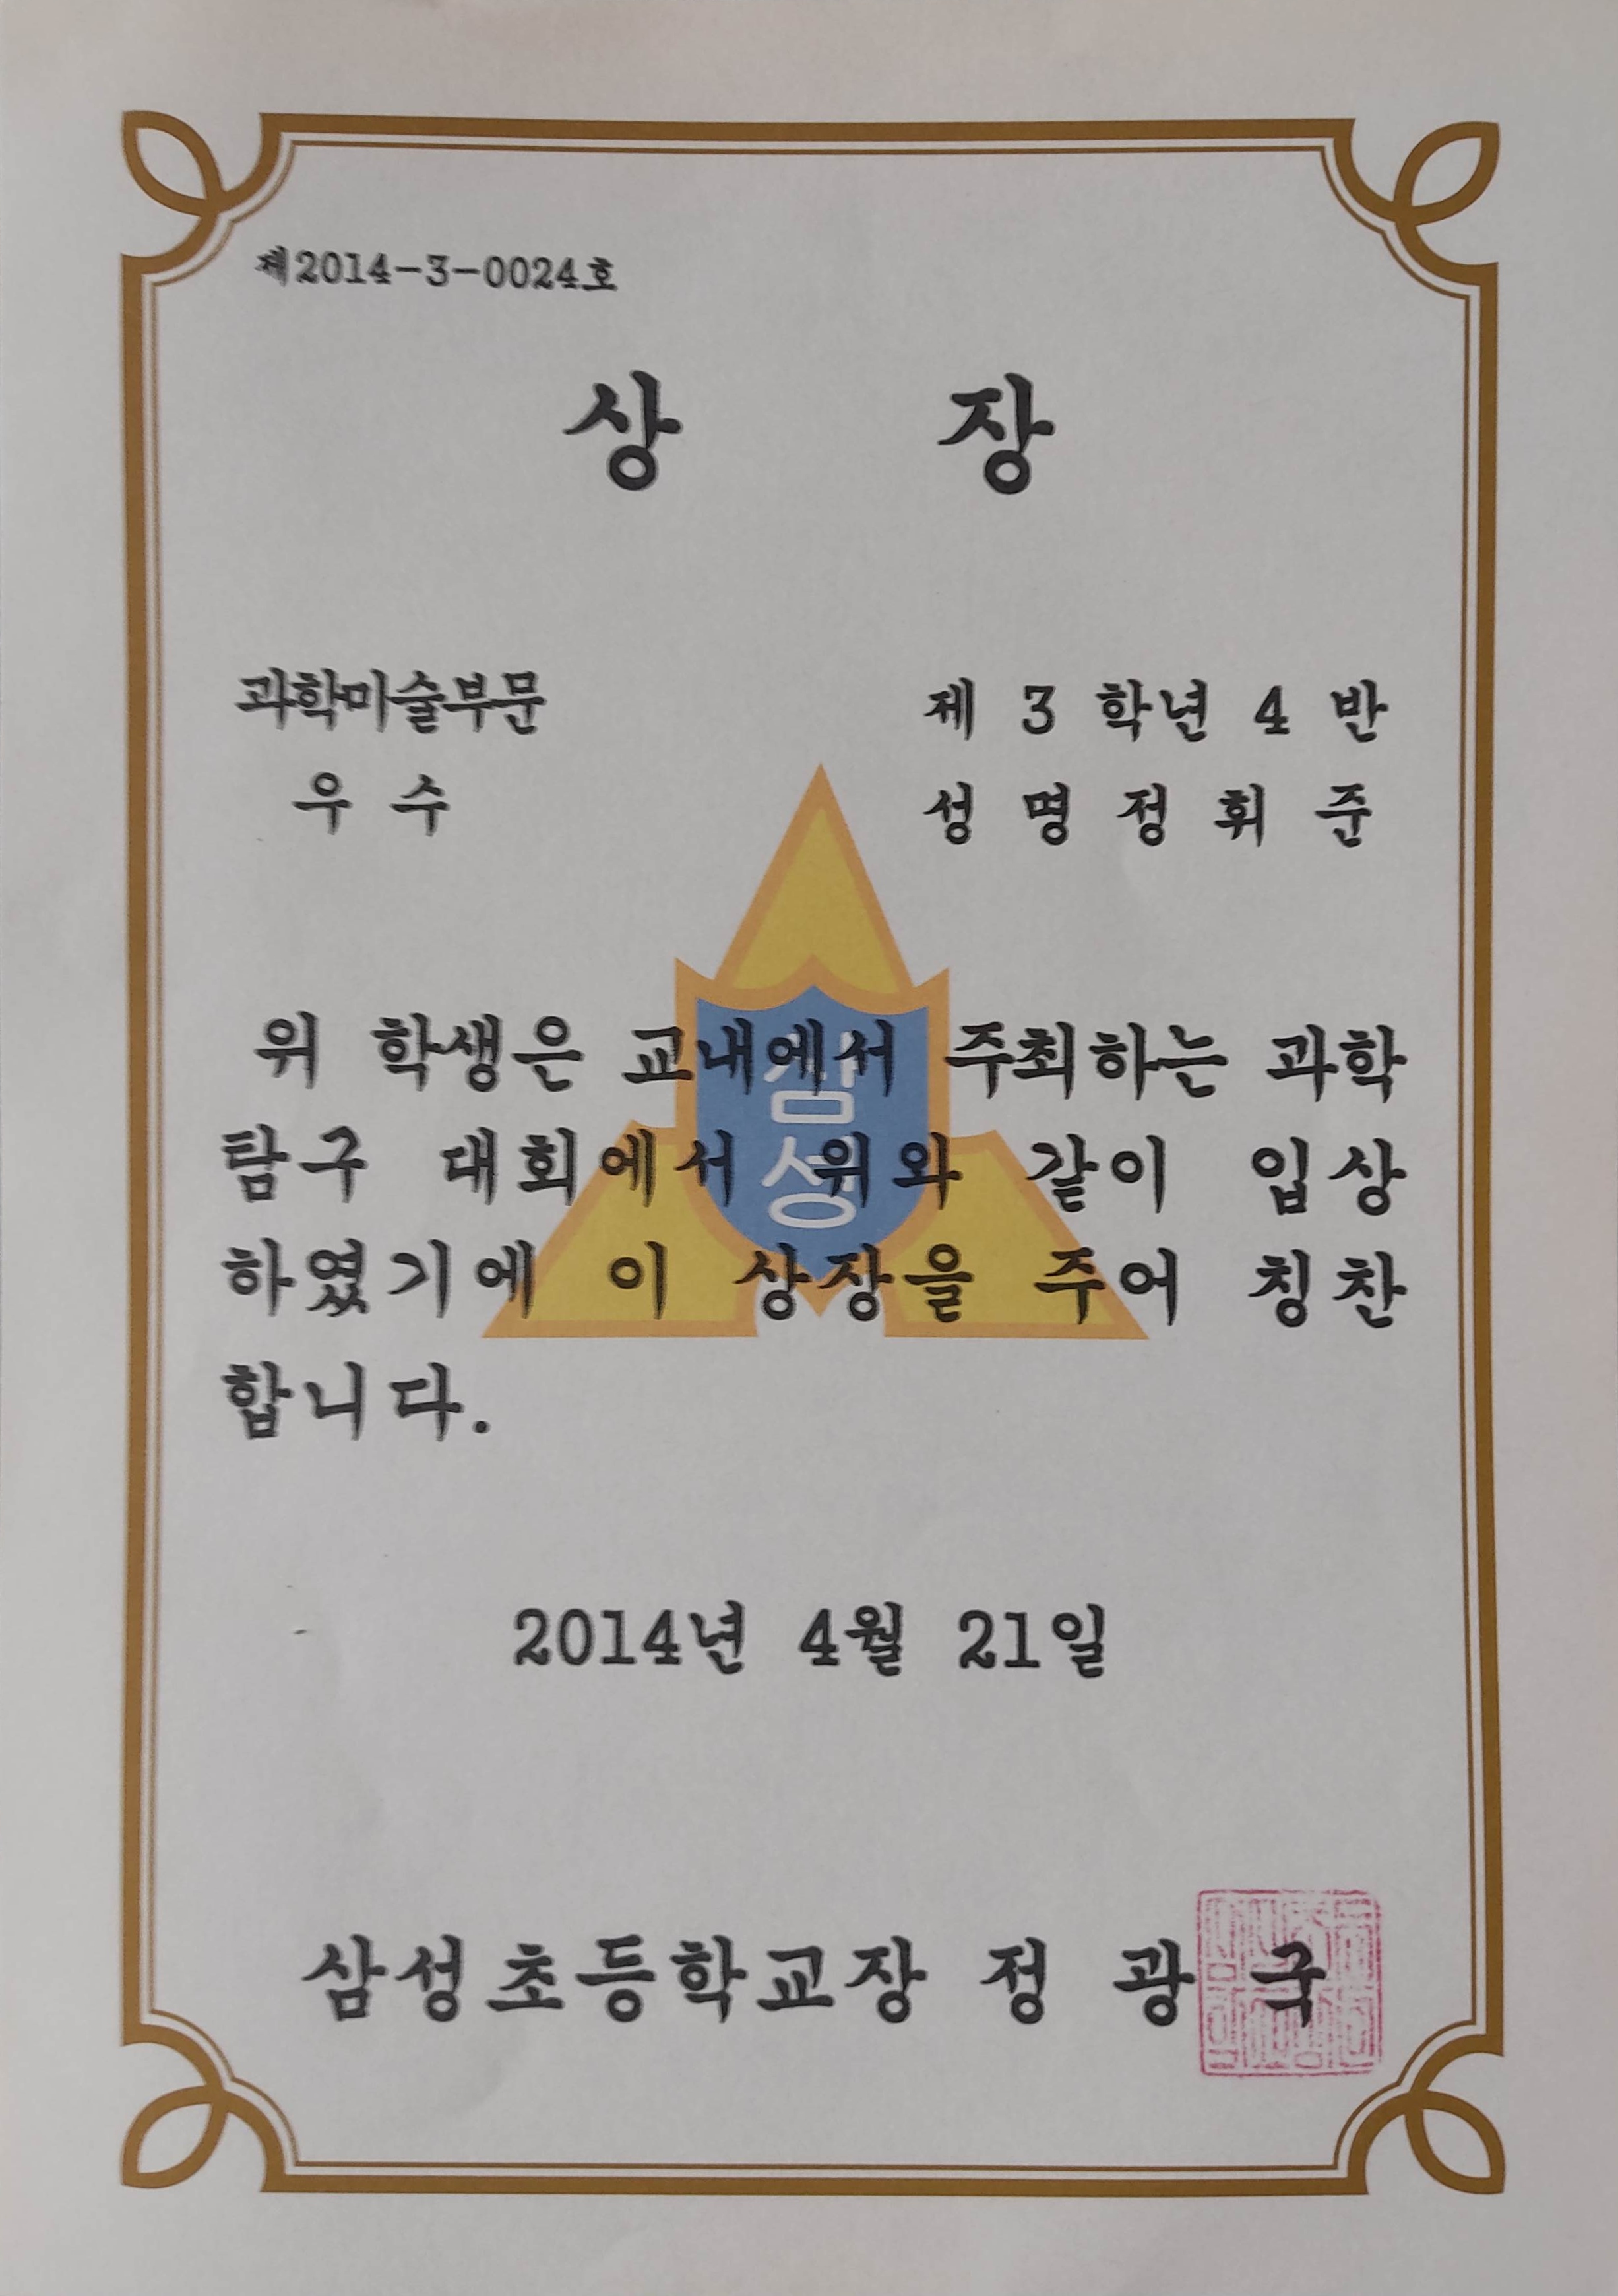 제2014-3-0024호
상 장
과학미술부문
우 수
제 3 학년 4 반
성 명 정 휘 준
삼
성
위 학생은 교내에서 주최하는 과학
탐구 대회에서 위와 같이 입상
하였기에 이 상장을 주어 칭찬
합니다.
2014년 4월 21일
삼성초등학교장 정 광 국